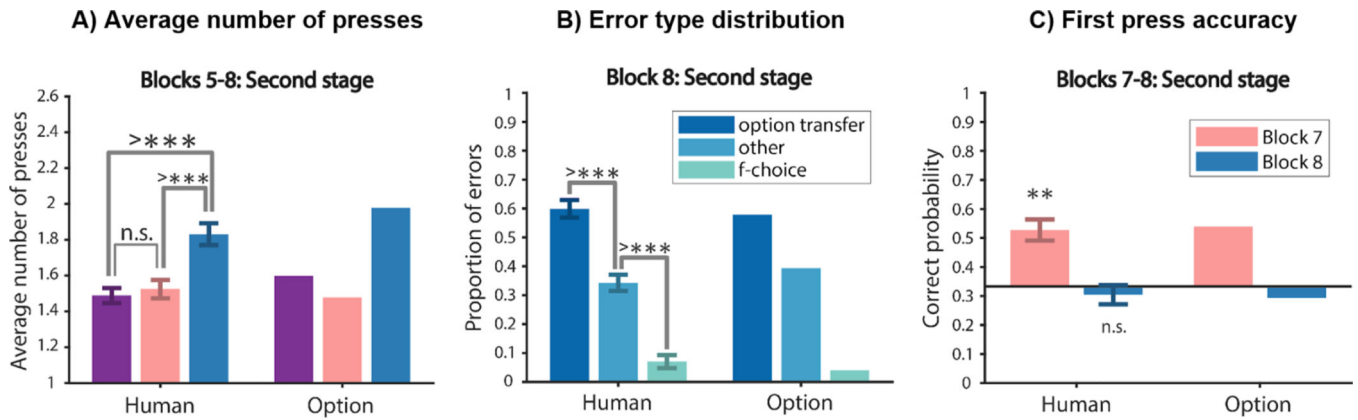 A) Average number of presses
Blocks 5-8: Second stage
Average number of presses
2.6
2.4
2.2
2
1.8
1.6
1.4
1.2
1
>***
>***
n.s.
Human
Option
B) Error type distribution
Block 8: Second stage
Proportion of errors
1
0.9
0.8
0.7
0.6
0.5
0.4
0.3
0.2
0.1
0
option transfer
other
f-choice
>***
>***
Human
Option
C) First press accuracy
Blocks 7-8: Second stage
Correct probability
1
0.9
0.8
0.7
0.6
0.5
0.4
0.3
0.2
0.1
0
Block 7
Block 8
**
n.s.
Human
Option